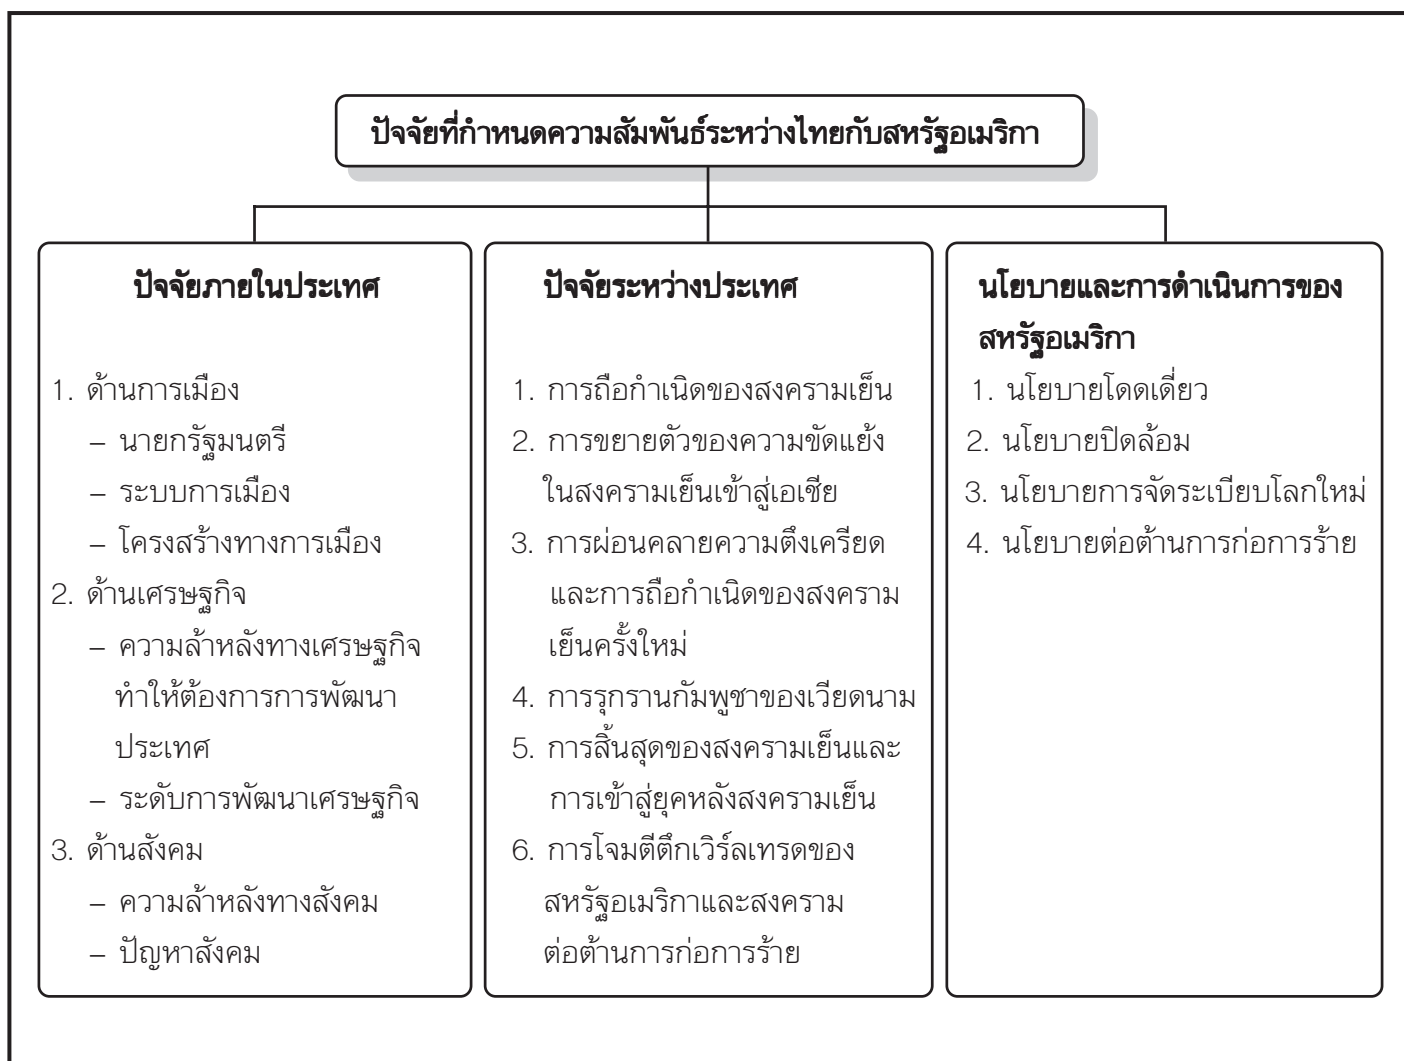 ปัจจัยที่กำหนดความสัมพันธ์ระหว่างไทยกับสหรัฐอเมริกา
ปัจจัยภายในประเทศ
1. ด้านการเมือง
– นายกรัฐมนตรี
– ระบบการเมือง
– โครงสร้างทางการเมือง
2. ด้านเศรษฐกิจ
– ความล้าหลังทางเศรษฐกิจ
ทำให้ต้องการการพัฒนา
ประเทศ
– ระดับการพัฒนาเศรษฐกิจ
3. ด้านสังคม
– ความล้าหลังทางสังคม
– ปัญหาสังคม
ปัจจัยระหว่างประเทศ
1. การถือกำเนิดของสงครามเย็น
2. การขยายตัวของความขัดแย้ง
ในสงครามเย็นเข้าสู่เอเชีย
3. การผ่อนคลายความตึงเครียด
และการถือกำเนิดของสงคราม
เย็นครั้งใหม่
4. การรุกรานกัมพูชาของเวียดนาม
5. การสิ้นสุดของสงครามเย็นและ
การเข้าสู่ยุคหลังสงครามเย็น
6. การโจมตีตึกเวิร์ลเทรดของ
สหรัฐอเมริกาและสงคราม
ต่อต้านการก่อการร้าย
นโยบายและการดำเนินการของ
สหรัฐอเมริกา
1. นโยบายโดดเดี่ยว
2. นโยบายปิดล้อม
3. นโยบายการจัดระเบียบโลกใหม่
4. นโยบายต่อต้านการก่อการร้าย